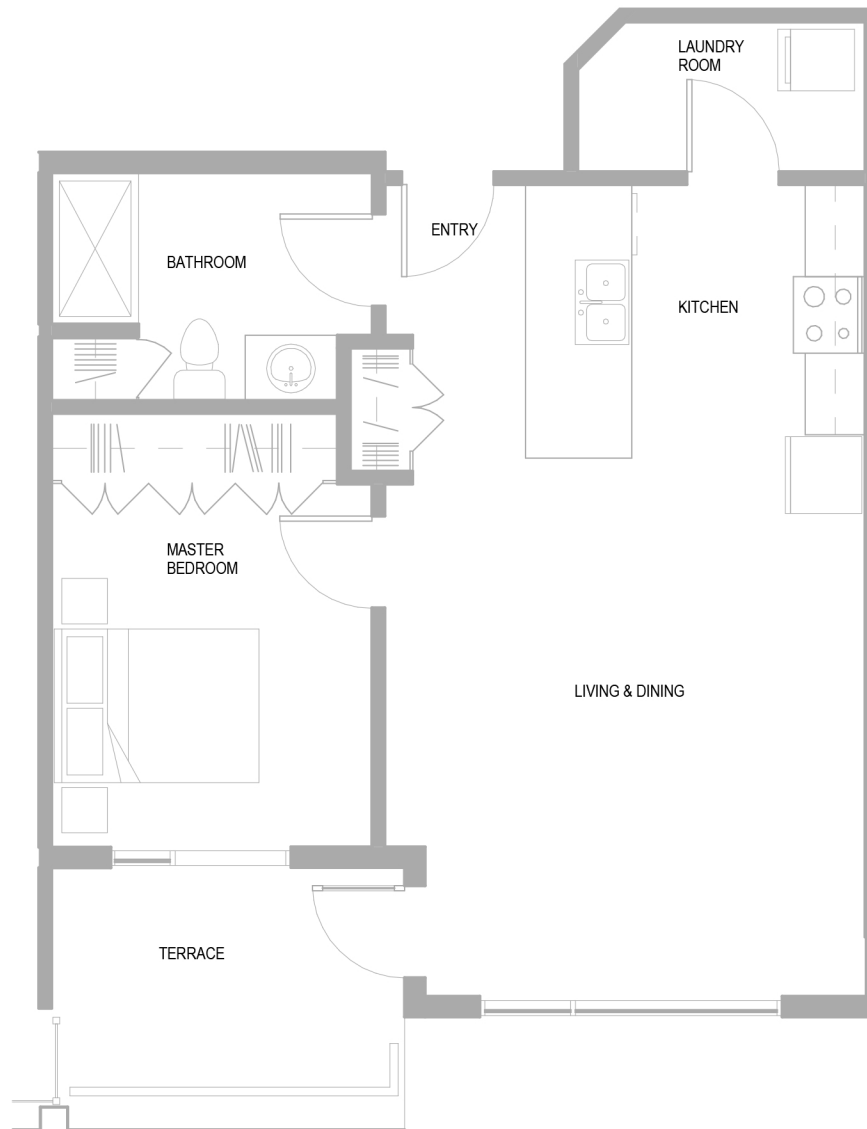 LAUNDRY
ROOM
ENTRY
BATHROOM
KITCHEN
MASTER
BEDROOM
LIVING & DINING
TERRACE